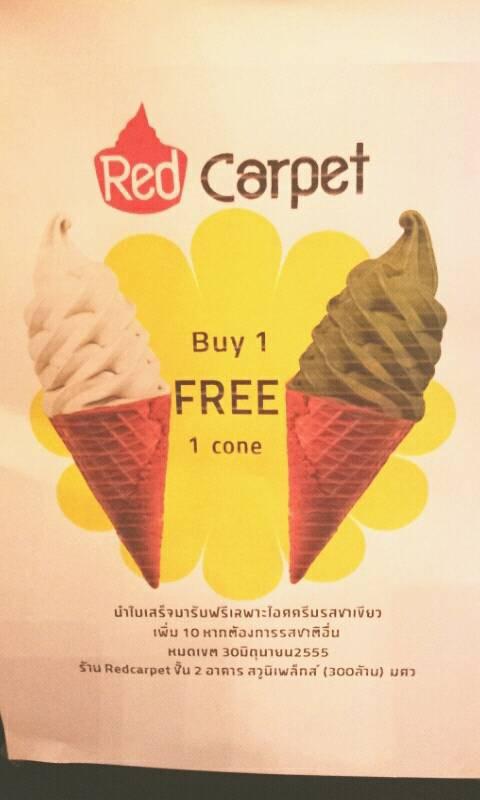 Red Carpet
Buy 1
FREE
1 cone
นำใบเสร็จมารับฟรีเฉพาะไอศครีมรสชาเขียว
เพิ่ม 10 หากต้องการรสชาติอื่น
หมดเขต 30มิถุนายน2555
ร้าน Redcarpet ชั้น 2 อาคาร สวูนิเพล็กส์ (300ล้าน) มศว